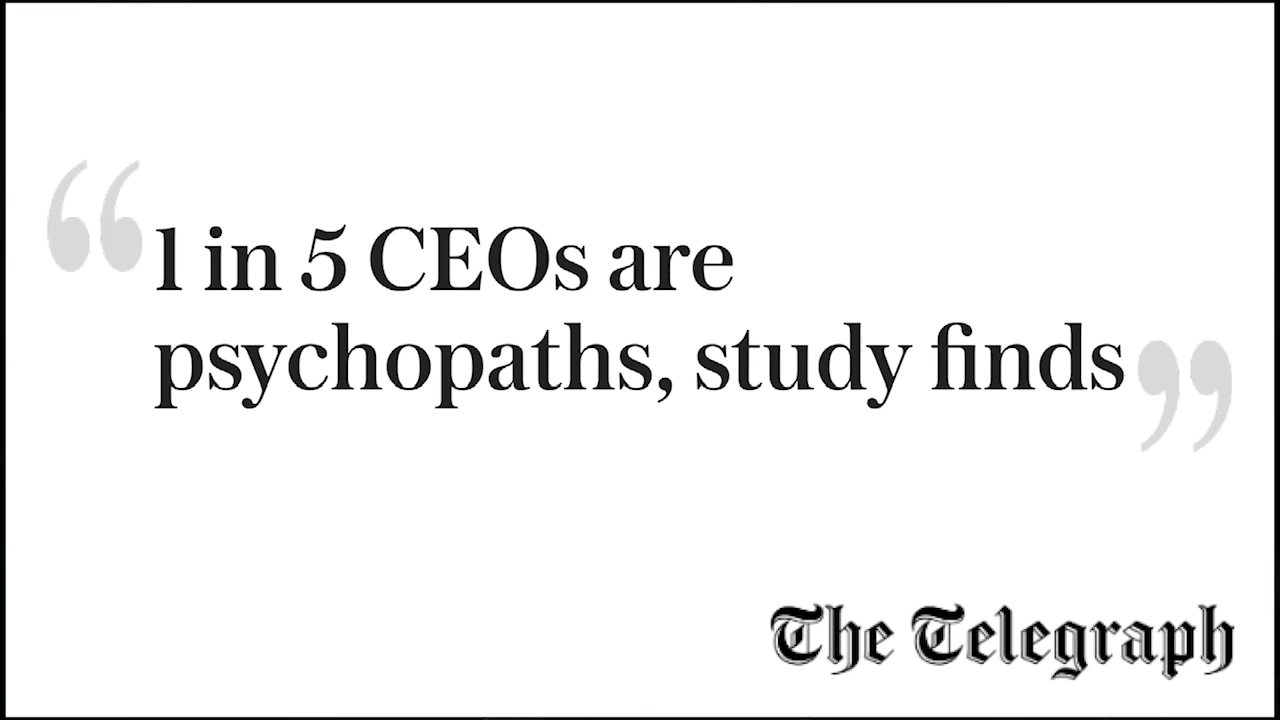 “1 in 5 CEOs are
psychopaths, study finds”
The Telegraph